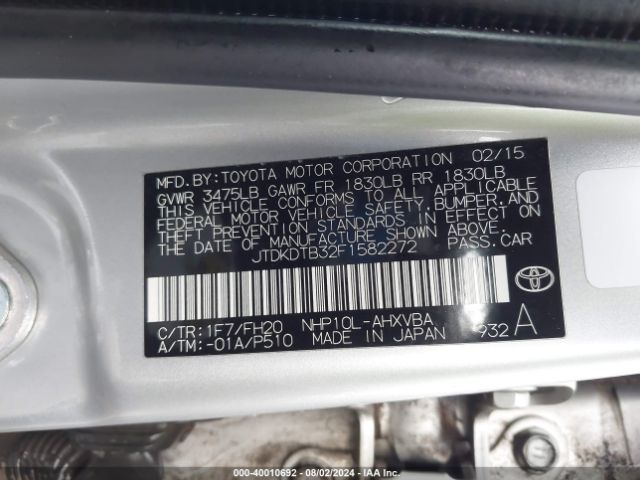 MFD. BY: TOYOTA MOTOR CORPORATION 02/15
GVWR 3475LB GAWR FR 1830LB RR 1830LB
THIS VEHICLE CONFORMS TO ALL APPLICABLE
FEDERAL MOTOR VEHICLE SAFETY, BUMPER, AND
THEFT PREVENTION STANDARDS IN EFFECT ON
THE DATE OF MANUFACTURE SHOWN ABOVE.
JTDKDTB32F1582272 PASS. CAR
C/TR: 1F7/FH20 NHP10L-AHXVBA
A/TM: -01A/P510 MADE IN JAPAN 932 A
000-40010692 - 08/02/2024 - IAA Inc.